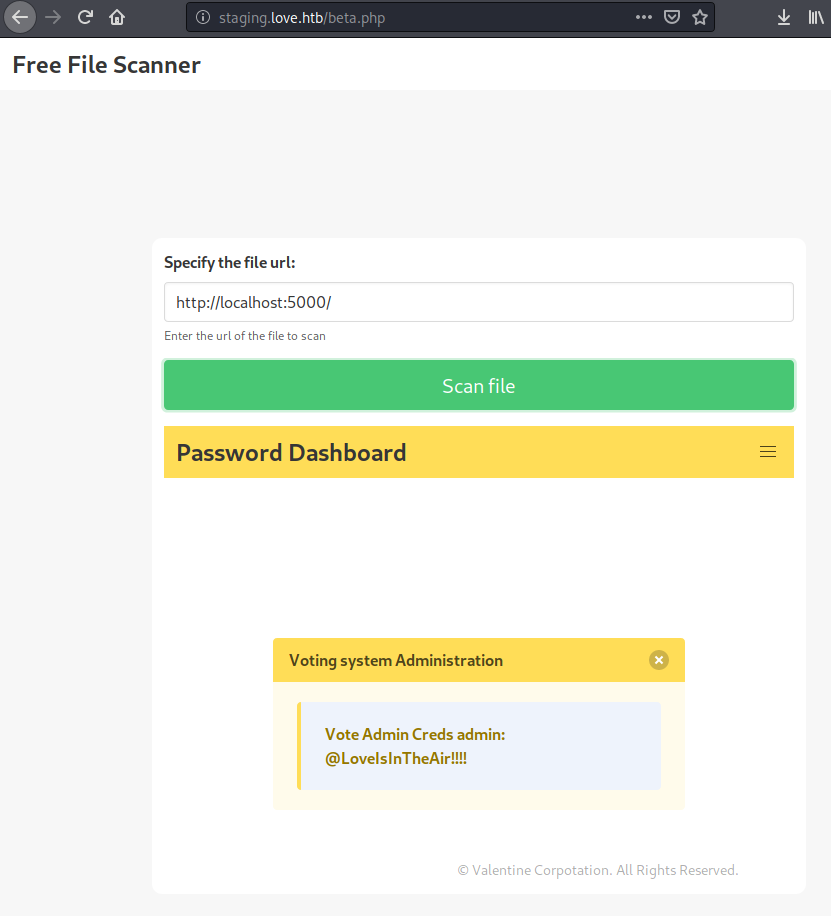 staging.love.htb/beta.php
Free File Scanner
Specify the file url:
http://localhost:5000/
Enter the url of the file to scan
Scan file
Password Dashboard
Voting system Administration
Vote Admin Creds admin:
@LoveIsInTheAir!!!!
© Valentine Corpotation. All Rights Reserved.